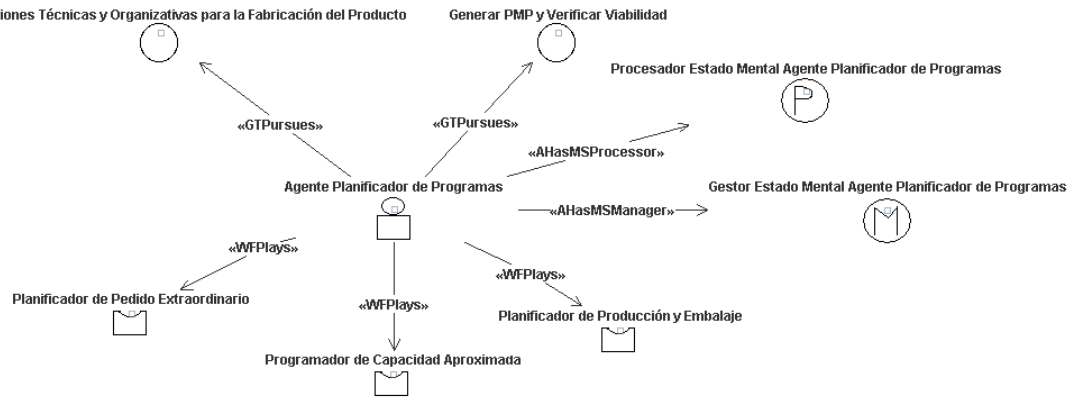 iones Técnicas y Organizativas para la Fabricación del Producto
Generar PMP y Verificar Viabilidad
Procesador Estado Mental Agente Planificador de Programas
P
«GTPursues»
«GTPursues»
«AHasMSProcessor»
Agente Planificador de Programas
Gestor Estado Mental Agente Planificador de Programas
«AHasMSManager»
M
«WFPlays»
«WFPlays»
Planificador de Pedido Extraordinario
«WFPlays»
Planificador de Producción y Embalaje
Programador de Capacidad Aproximada